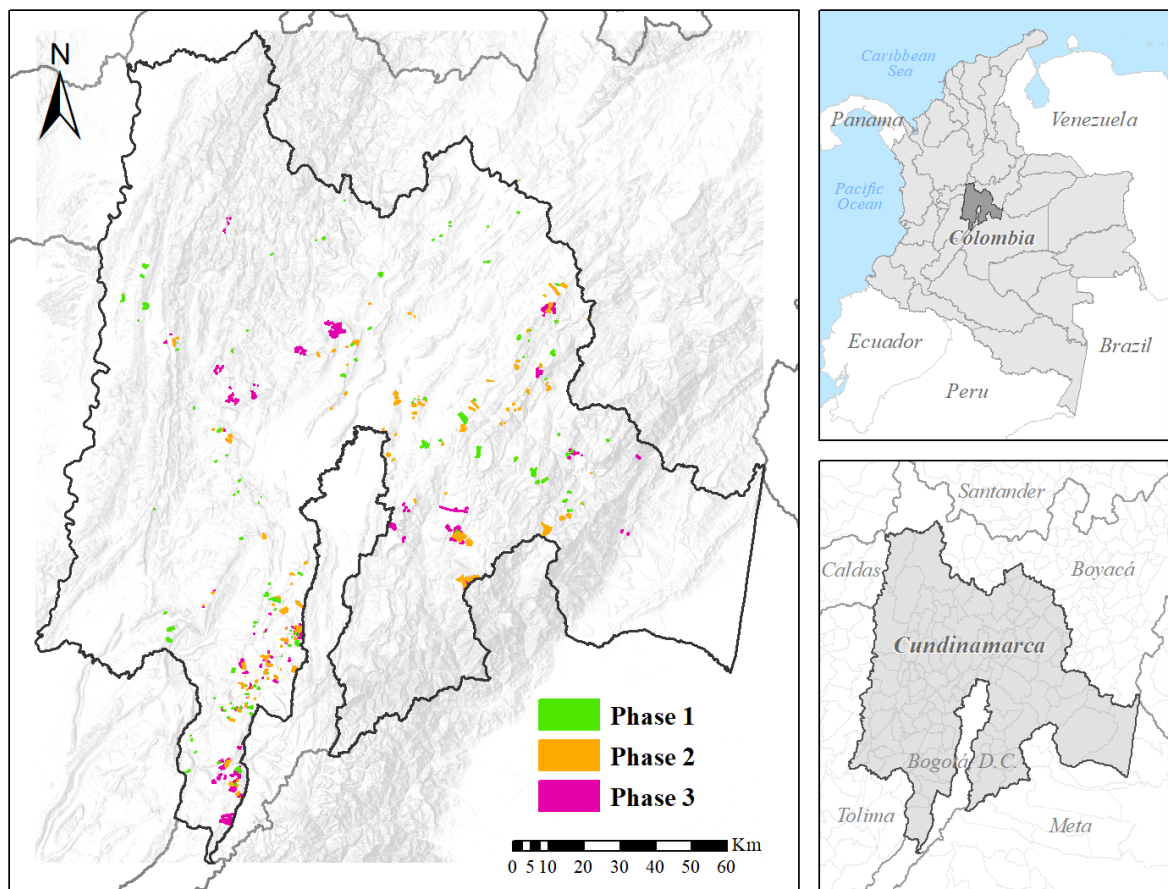 N
Phase 1
Phase 2
Phase 3
Km
0 5 10 20 30 40 50 60
Caribbean
Sea
Panama
Venezuela
Pacific
Ocean
Colombia
Ecuador
Brazil
Peru
Santander
Caldas
Boyacá
Cundinamarca
Bogotá, D.C.
Tolima
Meta